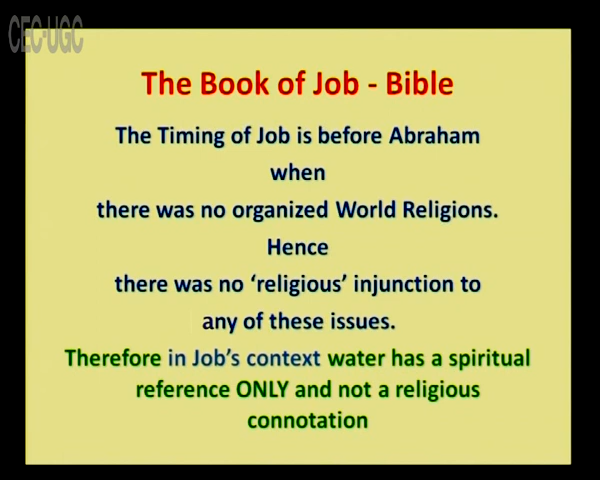 CEC-UGC
The Book of Job - Bible
The Timing of Job is before Abraham
when
there was no organized World Religions.
Hence
there was no ‘religious’ injunction to
any of these issues.
Therefore in Job’s context water has a spiritual
reference ONLY and not a religious
connotation